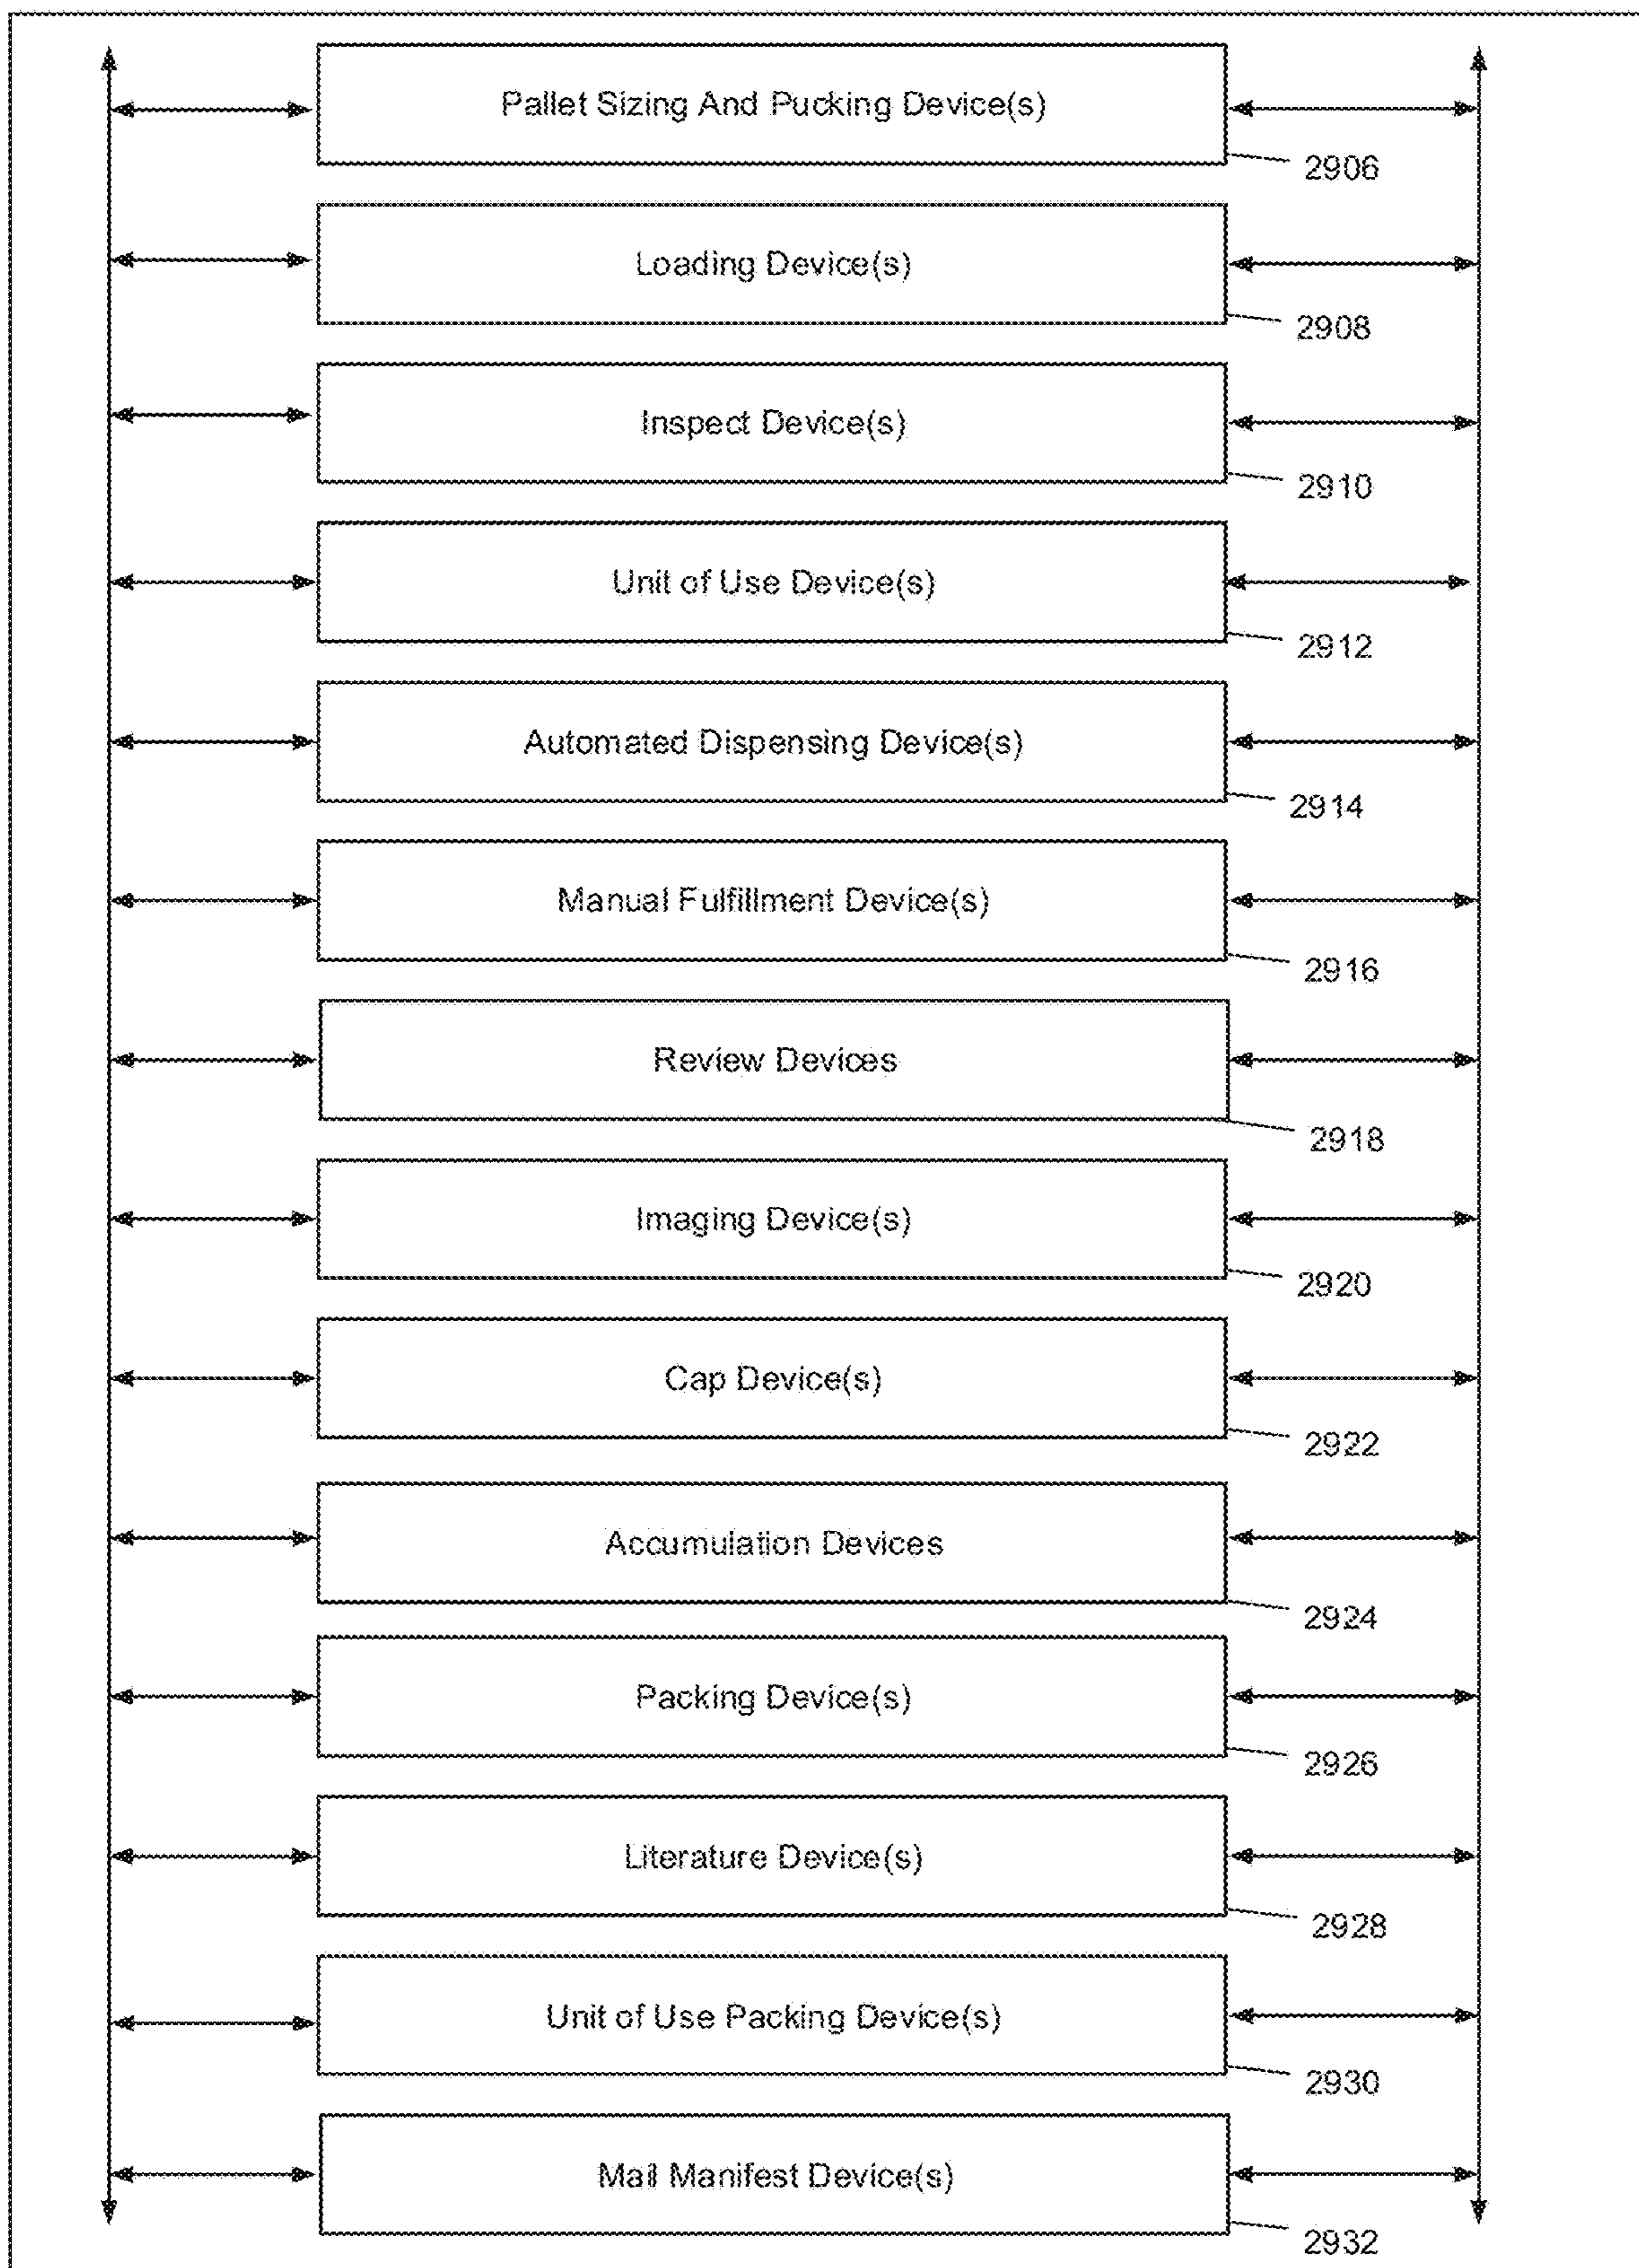 Pallet Sizing And Pucking Device(s)
2906
Loading Device(s)
2908
Inspect Device(s)
2910
Unit of Use Device(s)
2912
Automated Dispensing Device(s)
2914
Manual Fulfillment Device(s)
2916
Review Devices
2918
Imaging Device(s)
2920
Cap Device(s)
2922
Accumulation Devices
2924
Packing Device(s)
2926
Literature Device(s)
2928
Unit of Use Packing Device(s)
2930
Mail Manifest Device(s)
2932